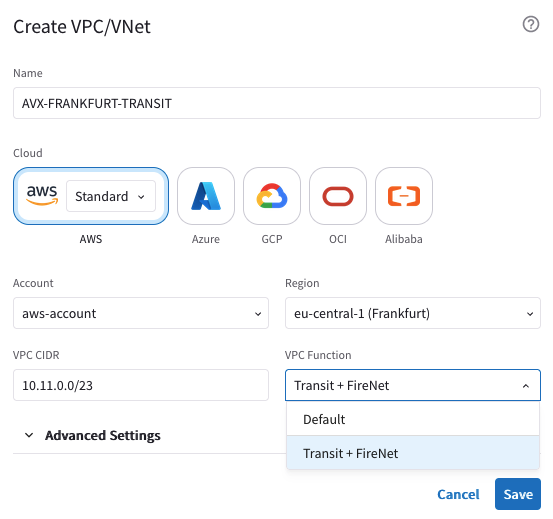 Create VPC/VNet
?
Name
AVX-FRANKFURT-TRANSIT
Cloud
aws Standard
AWS Azure GCP OCI Alibaba
Account Region
aws-account eu-central-1 (Frankfurt)
VPC CIDR VPC Function
10.11.0.0/23 Transit + FireNet
Default
Advanced Settings
Transit + FireNet
Cancel Save